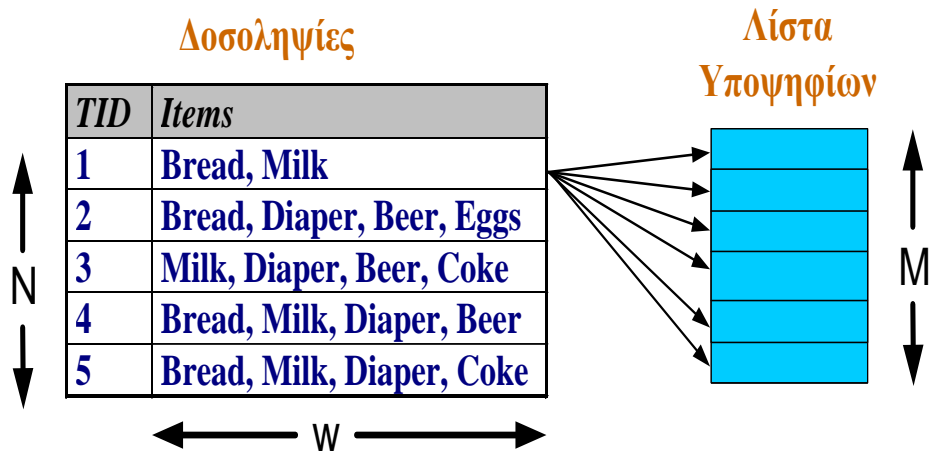 Δοσοληψίες
Λίστα
Υποψηφίων
TID Items
1 Bread, Milk
2 Bread, Diaper, Beer, Eggs
3 Milk, Diaper, Beer, Coke
4 Bread, Milk, Diaper, Beer
5 Bread, Milk, Diaper, Coke
N
M
W